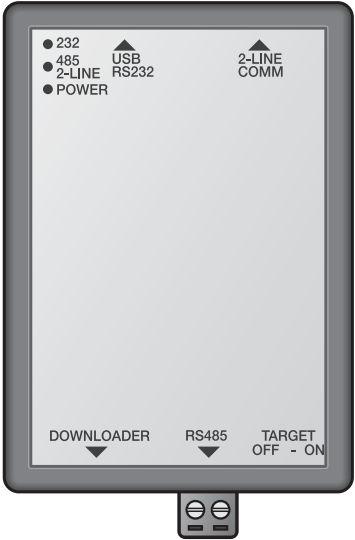 232
485
2-LINE
POWER
USB
RS232
2-LINE
COMM
DOWNLOADER
RS485
TARGET
OFF - ON